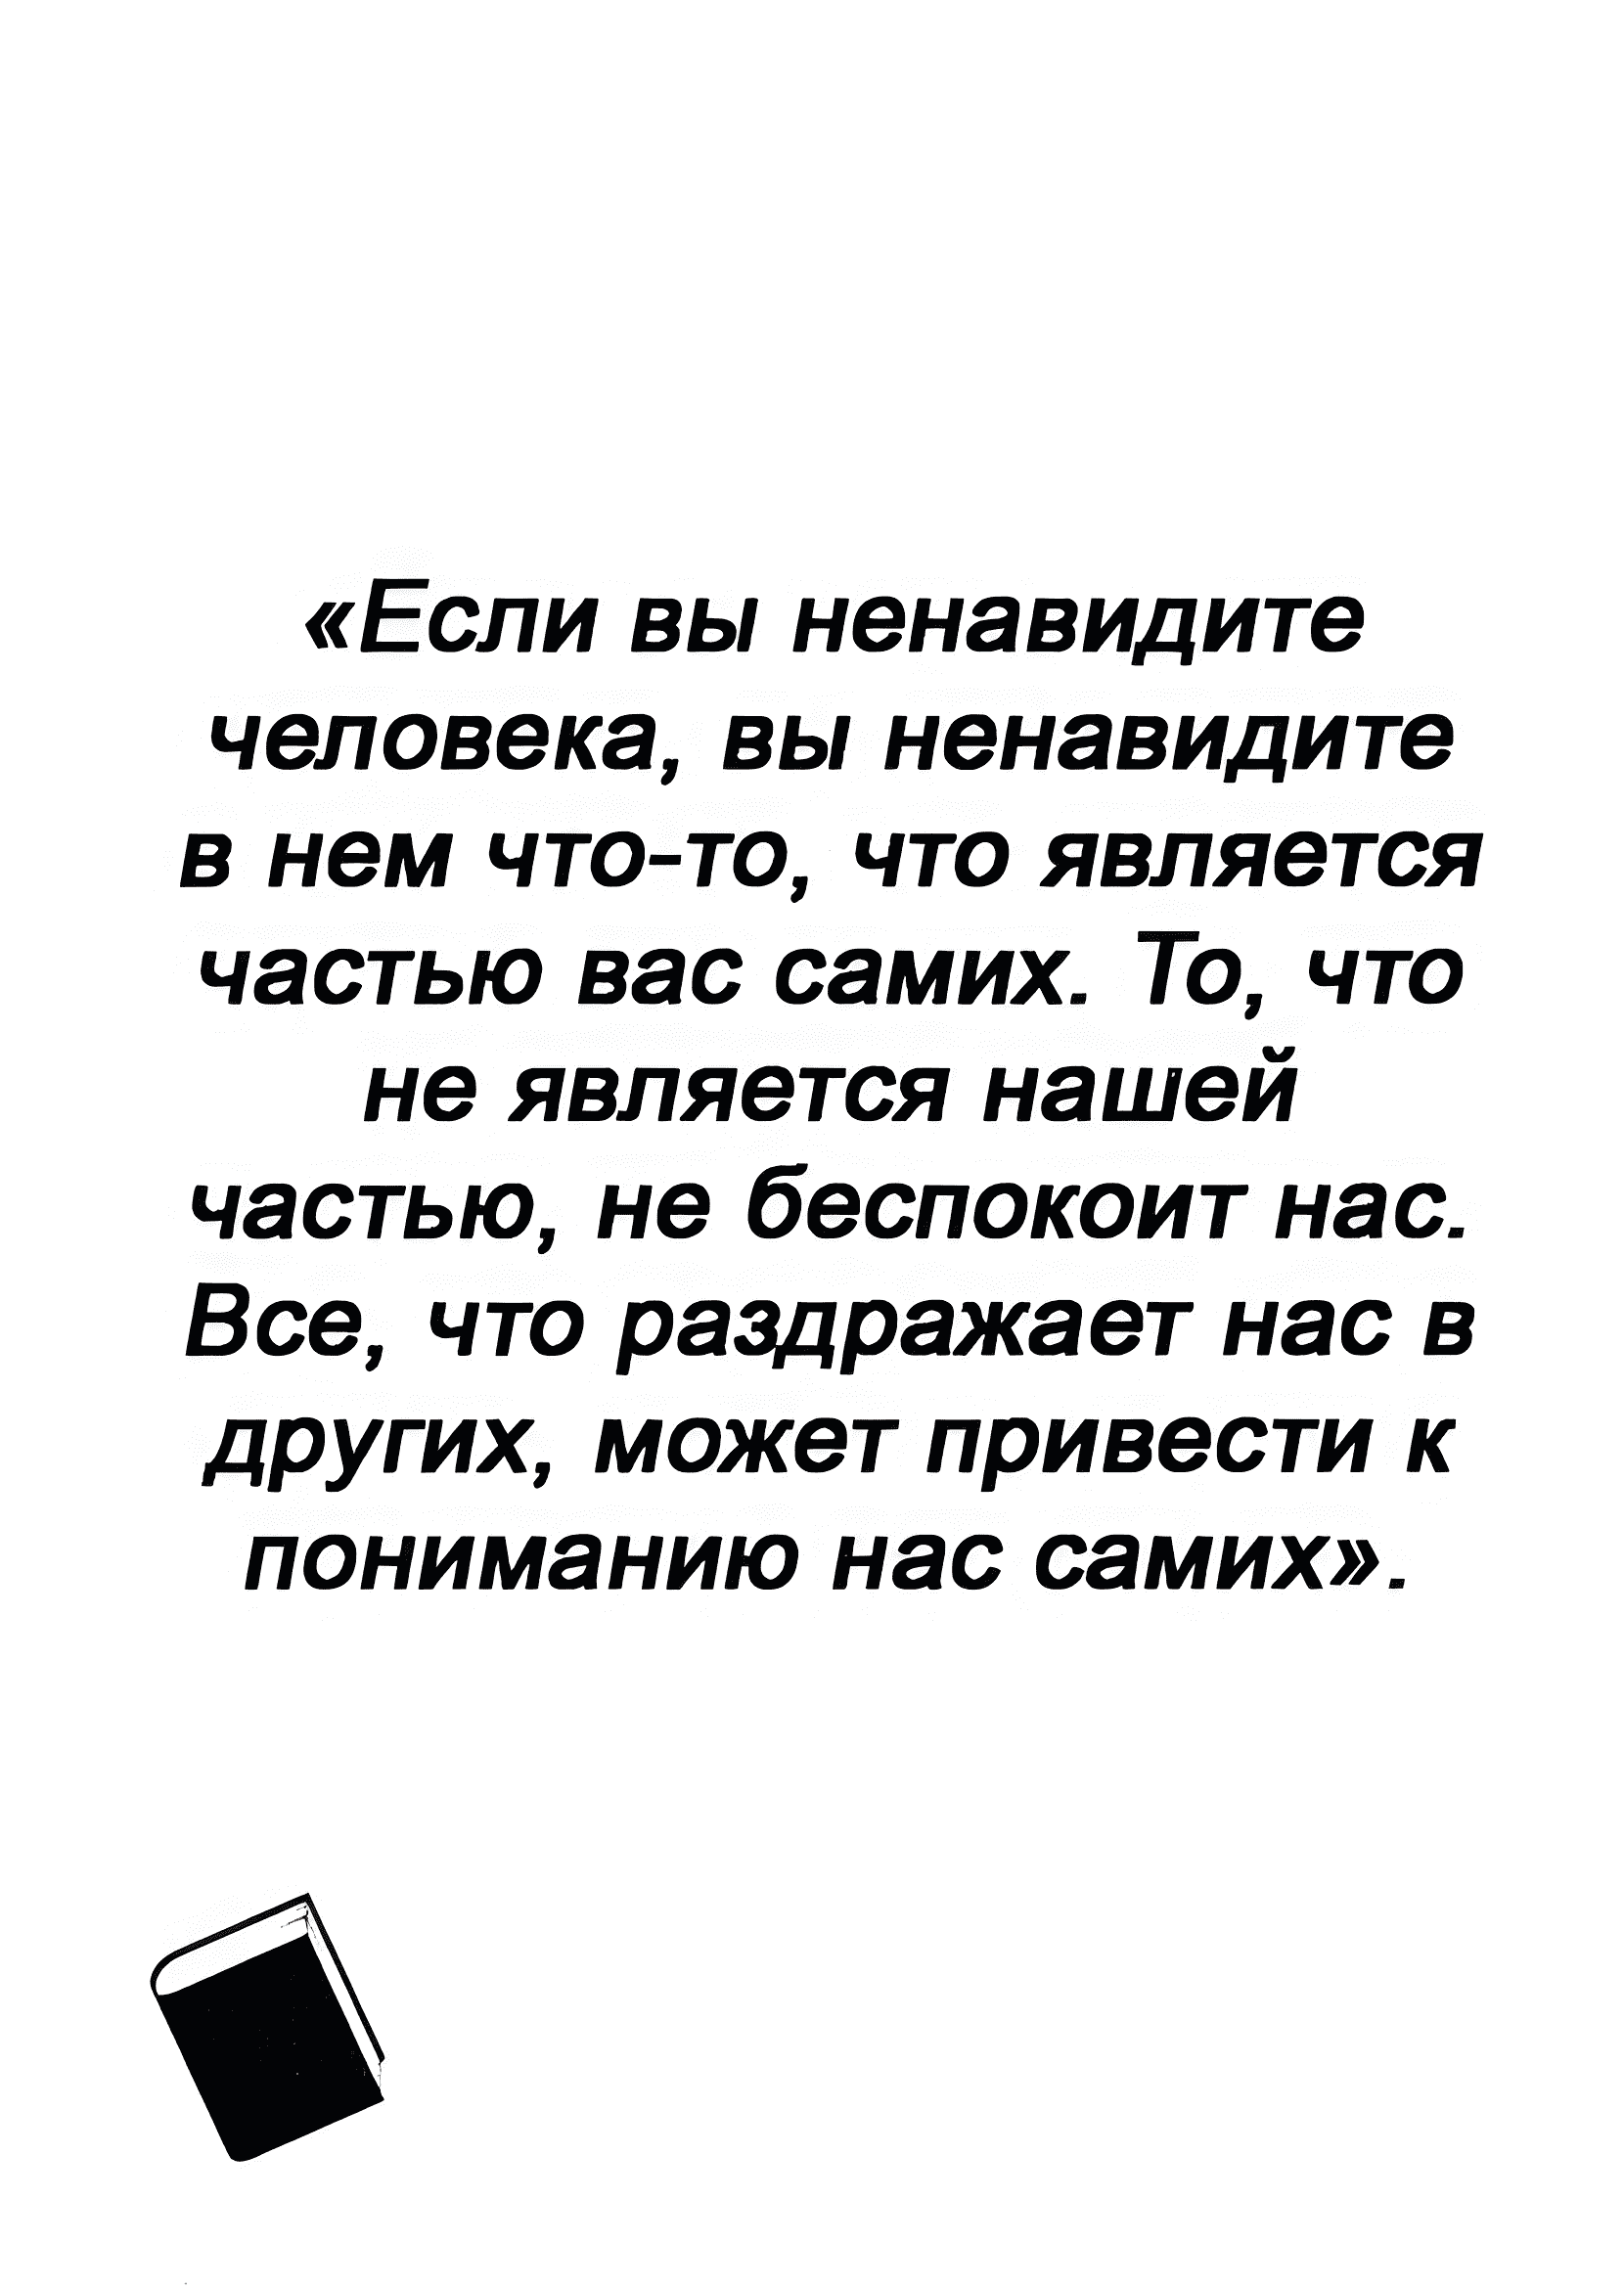 «Если вы ненавидите
человека, вы ненавидите
в нем что-то, что является
частью вас самих. То, что
не является нашей
частью, не беспокоит нас.
Все, что раздражает нас в
других, может привести к
пониманию нас самих».